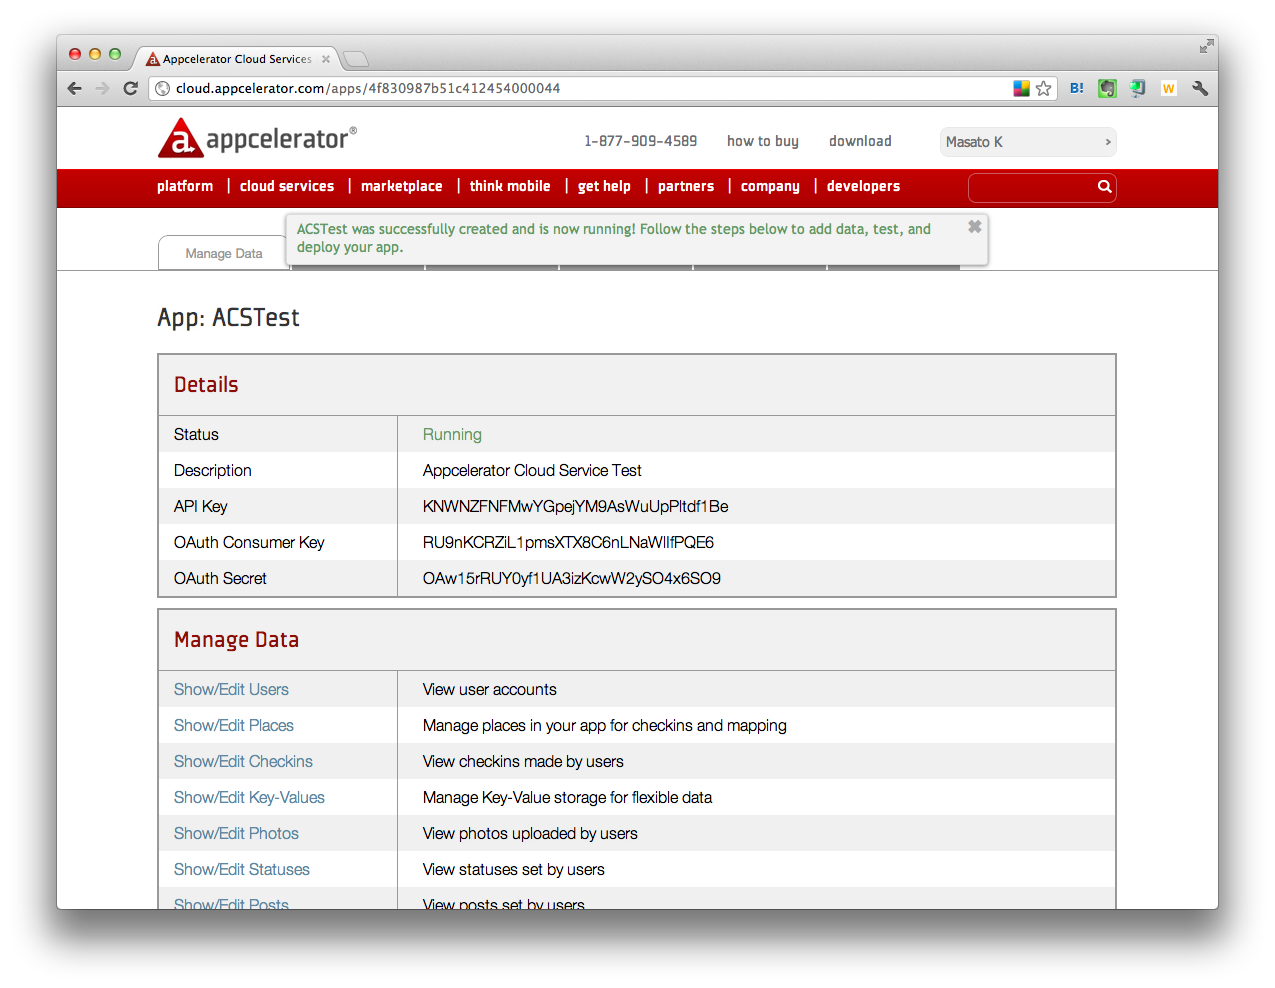 Appcelerator Cloud Services
cloud.appcelerator.com/apps/4f830987b51c412454000044
B!
W
a appcelerator®
1-877-909-4589 how to buy download Masato K
platform | cloud services | marketplace | think mobile | get help | partners | company | developers
ACSTest was successfully created and is now running! Follow the steps below to add data, test, and
deploy your app.
Manage Data
App: ACSTest
Details
Status Running
Description Appcelerator Cloud Service Test
API Key KNWNZFNFMwYGpejYM9AsWuUpPltdf1Be
OAuth Consumer Key RU9nKCRZiL1pmsXTX8C6nLNaWllfPQE6
OAuth Secret OAw15rRUY0yf1UA3izKcwW2ySO4x6SO9
Manage Data
Show/Edit Users View user accounts
Show/Edit Places Manage places in your app for checkins and mapping
Show/Edit Checkins View checkins made by users
Show/Edit Key-Values Manage Key-Value storage for flexible data
Show/Edit Photos View photos uploaded by users
Show/Edit Statuses View statuses set by users
Show/Edit Posts View posts set by users